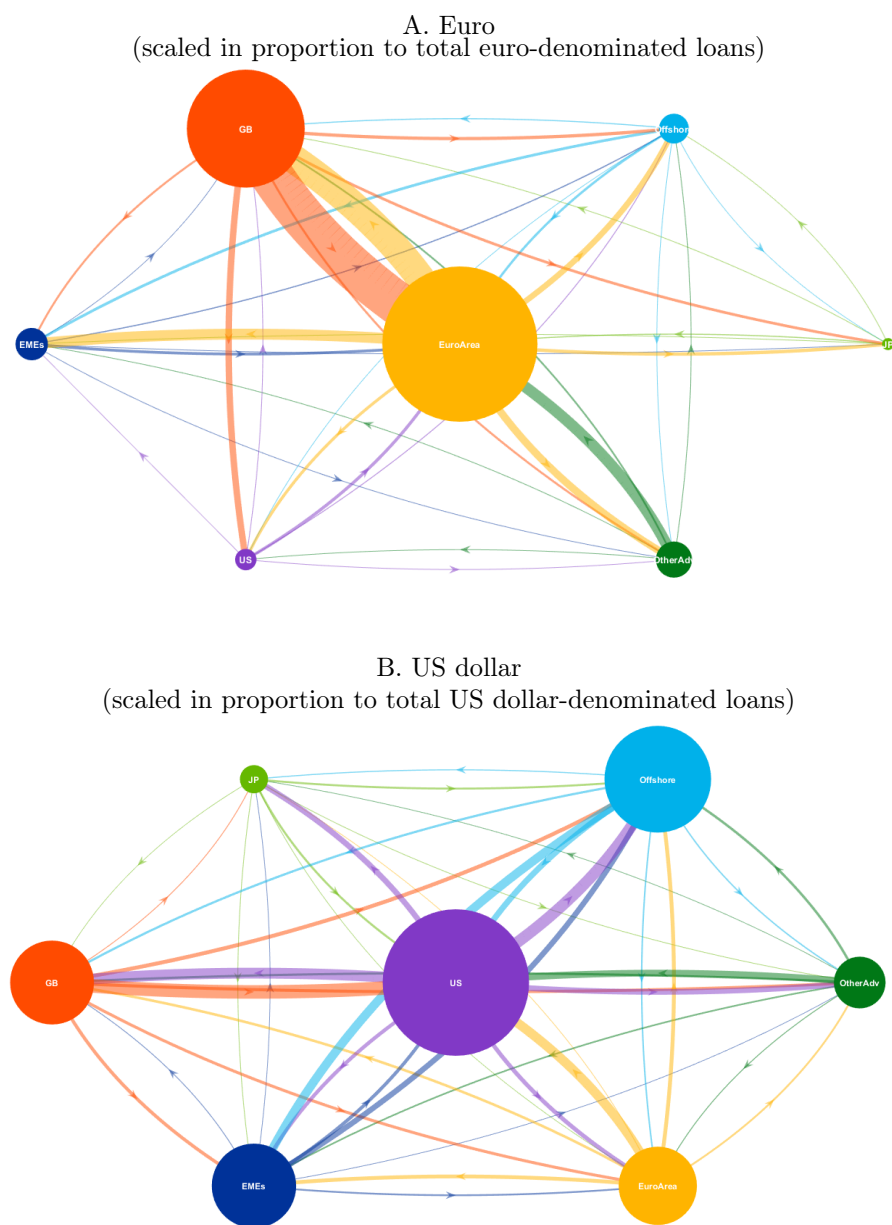 A. Euro
(scaled in proportion to total euro-denominated loans)
GB
Offshore
EMEs
EuroArea
JP
US
OtherAdv
B. US dollar
(scaled in proportion to total US dollar-denominated loans)
JP
Offshore
GB
US
OtherAdv
EMEs
EuroArea